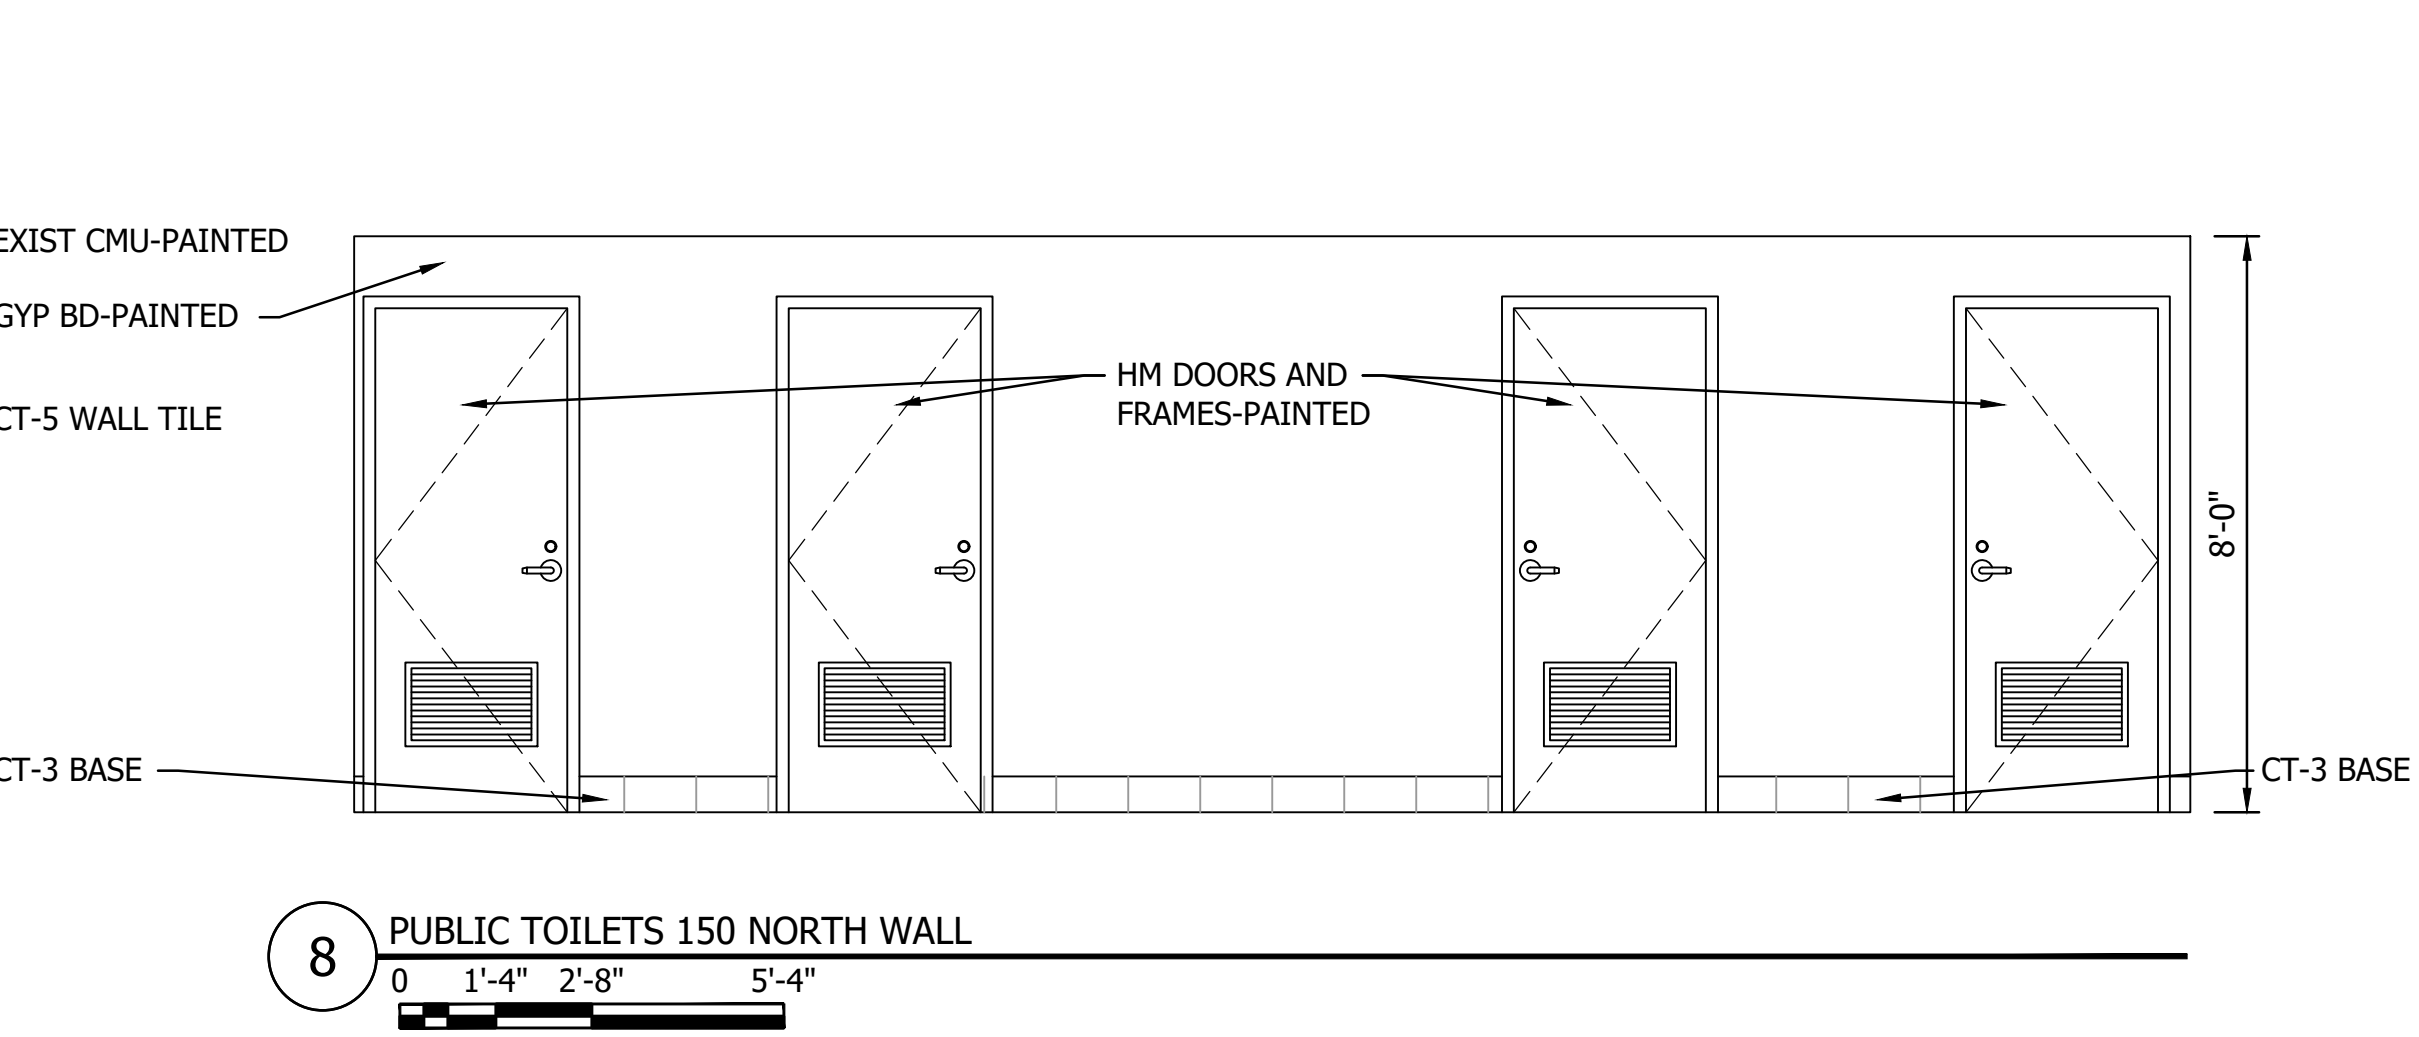 EXIST CMU-PAINTED
GYP BD-PAINTED
HM DOORS AND
FRAMES-PAINTED
CT-5 WALL TILE
8'-0"
CT-3 BASE
CT-3 BASE
8
PUBLIC TOILETS 150 NORTH WALL
0 1'-4" 2'-8" 5'-4"